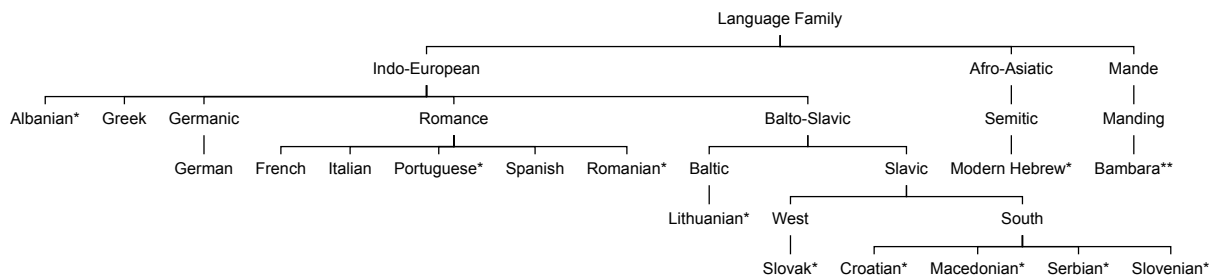 Language Family
Indo-European Afro-Asiatic Mande
Albanian* Greek Germanic Romance Balto-Slavic Semitic Manding
German French Italian Portuguese* Spanish Romanian* Baltic Slavic Modern Hebrew* Bambara**
Lithuanian* West South
Slovak* Croatian* Macedonian* Serbian* Slovenian*